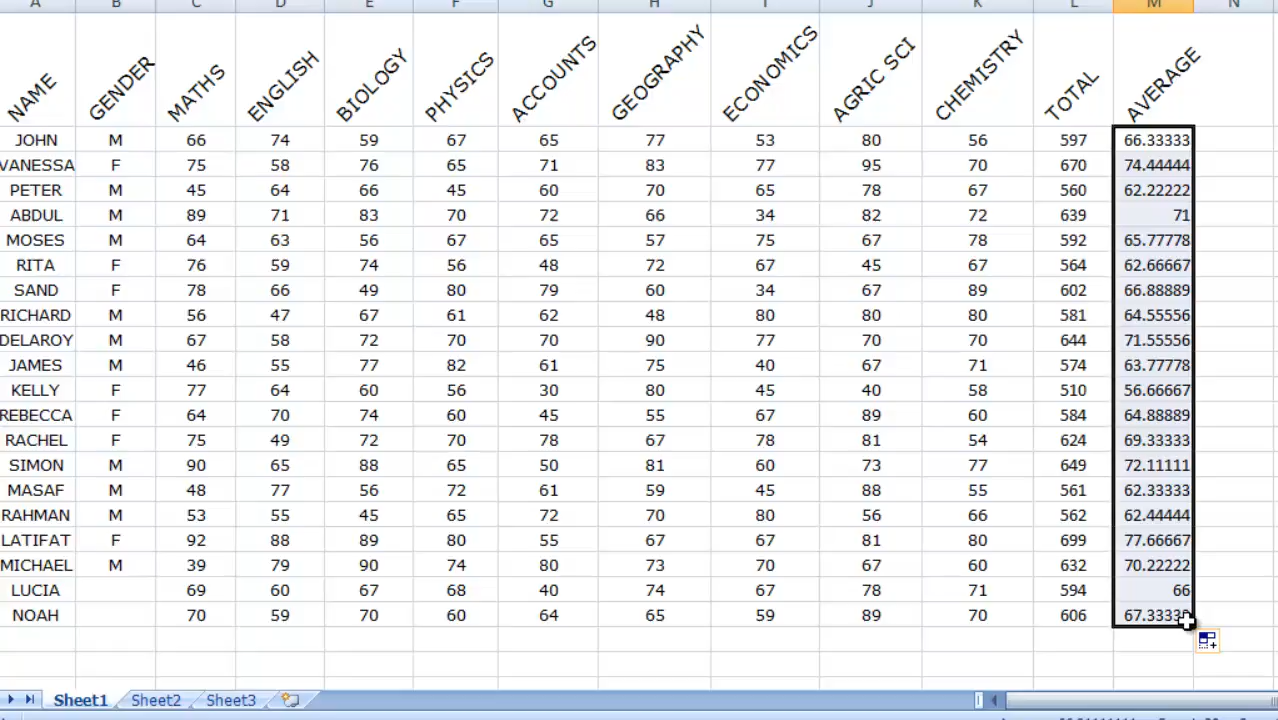 A B C D E F G H I J K L M N
NAME GENDER MATHS ENGLISH BIOLOGY PHYSICS ACCOUNTS GEOGRAPHY ECONOMICS AGRIC SCI CHEMISTRY TOTAL AVERAGE
JOHN M 66 74 59 67 65 77 53 80 56 597 66.33333
VANESSA F 75 58 76 65 71 83 77 95 70 670 74.44444
PETER M 45 64 66 45 60 70 65 78 67 560 62.22222
ABDUL M 89 71 83 70 72 66 34 82 72 639 71
MOSES M 64 63 56 67 65 57 75 67 78 592 65.77778
RITA F 76 59 74 56 48 72 67 45 67 564 62.66667
SAND F 78 66 49 80 79 60 34 67 89 602 66.88889
RICHARD M 56 47 67 61 62 48 80 80 80 581 64.55556
DELAROY M 67 58 72 70 70 90 77 70 70 644 71.55556
JAMES M 46 55 77 82 61 75 40 67 71 574 63.77778
KELLY F 77 64 60 56 30 80 45 40 58 510 56.66667
REBECCA F 64 70 74 60 45 55 67 89 60 584 64.88889
RACHEL F 75 49 72 70 78 67 78 81 54 624 69.33333
SIMON M 90 65 88 65 50 81 60 73 77 649 72.11111
MASAF M 48 77 56 72 61 59 45 88 55 561 62.33333
RAHMAN M 53 55 45 65 72 70 80 56 66 562 62.44444
LATIFAT F 92 88 89 80 55 67 67 81 80 699 77.66667
MICHAEL M 39 79 90 74 80 73 70 67 60 632 70.22222
LUCIA 69 60 67 68 40 74 67 78 71 594 66
NOAH 70 59 70 60 64 65 59 89 70 606 67.33333
Sheet1 Sheet2 Sheet3